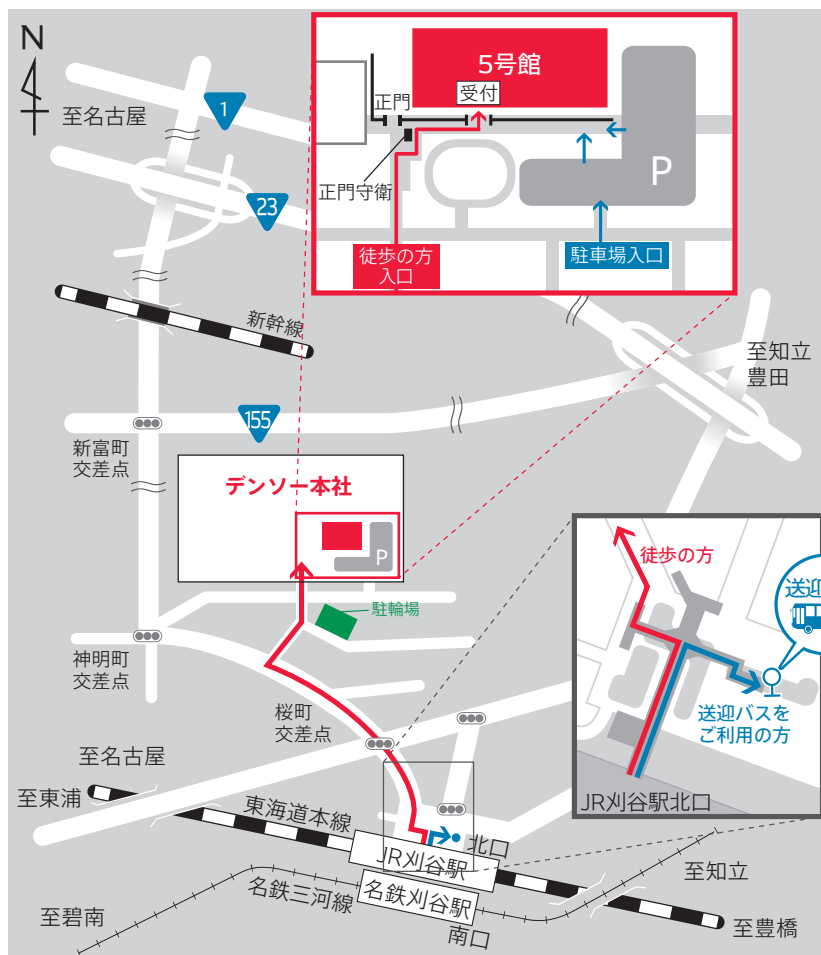 N
至名古屋
1
23
5号館
受付
正門
正門守衛
P
徒歩の方
入口
駐車場入口
新幹線
至知立
豊田
155
新富町
交差点
デンソー本社
P
駐輪場
神明町
交差点
桜町
交差点
徒歩の方
送迎
送迎バスを
ご利用の方
JR刈谷駅北口
至名古屋
至東浦
東海道本線
北口
JR刈谷駅
名鉄三河線
名鉄刈谷駅
南口
至知立
至碧南
至豊橋